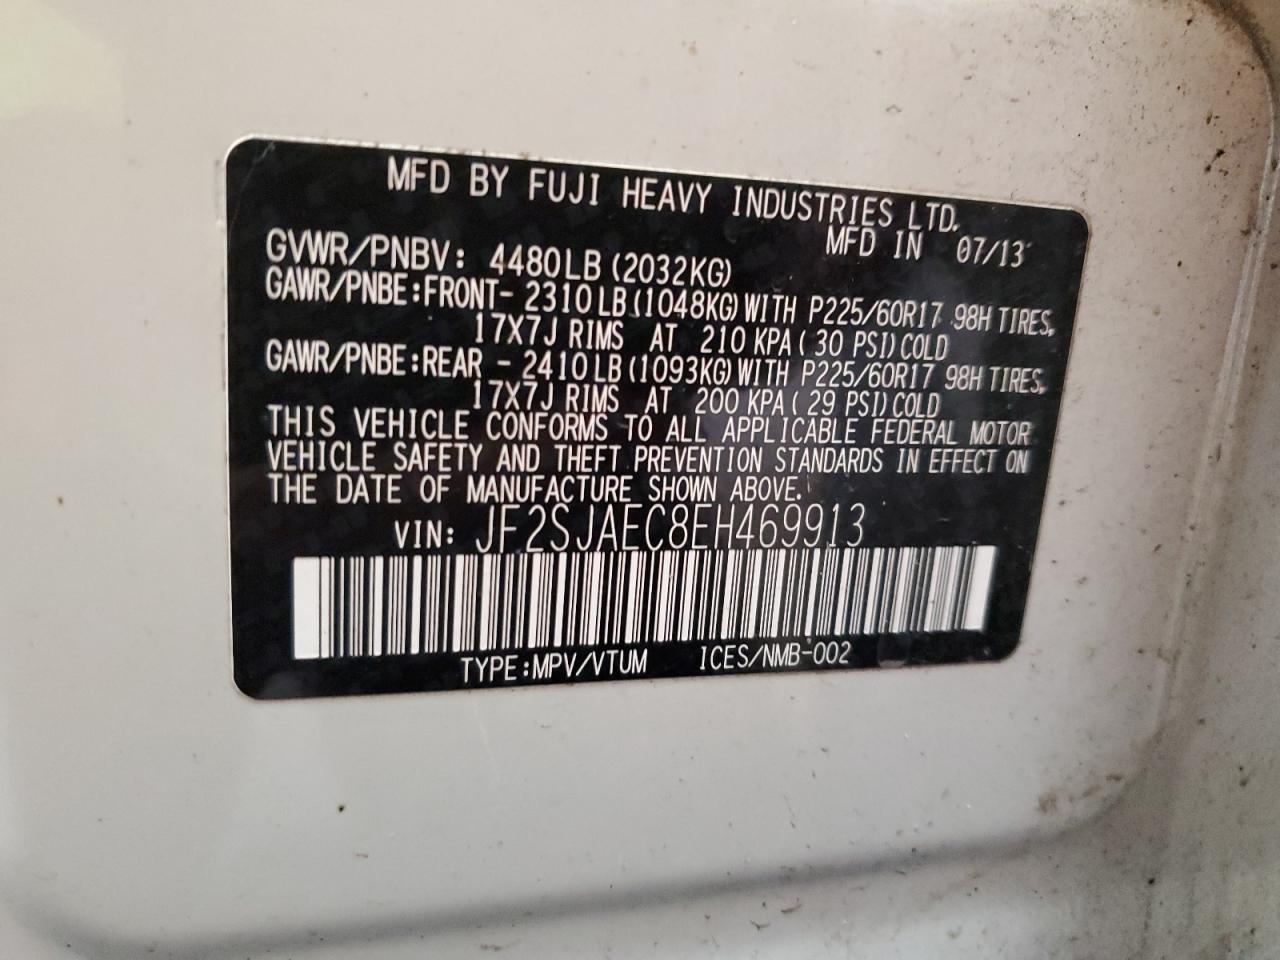 MFD BY FUJI HEAVY INDUSTRIES LTD.
MFD IN 07/13
GVWR/PNBV: 4480LB (2032KG)
GAWR/PNBE:FRONT- 2310LB(1048KG)WITH P225/60R17 98H TIRES,
17X7J RIMS AT 210 KPA(30 PSI)COLD
GAWR/PNBE:REAR - 2410LB(1093KG)WITH P225/60R17 98H TIRES,
17X7J RIMS AT 200 KPA(29 PSI)COLD
THIS VEHICLE CONFORMS TO ALL APPLICABLE FEDERAL MOTOR
VEHICLE SAFETY AND THEFT PREVENTION STANDARDS IN EFFECT ON
THE DATE OF MANUFACTURE SHOWN ABOVE.
VIN: JF2SJAEC8EH469913
TYPE:MPV/VTUM ICES/NMB-002